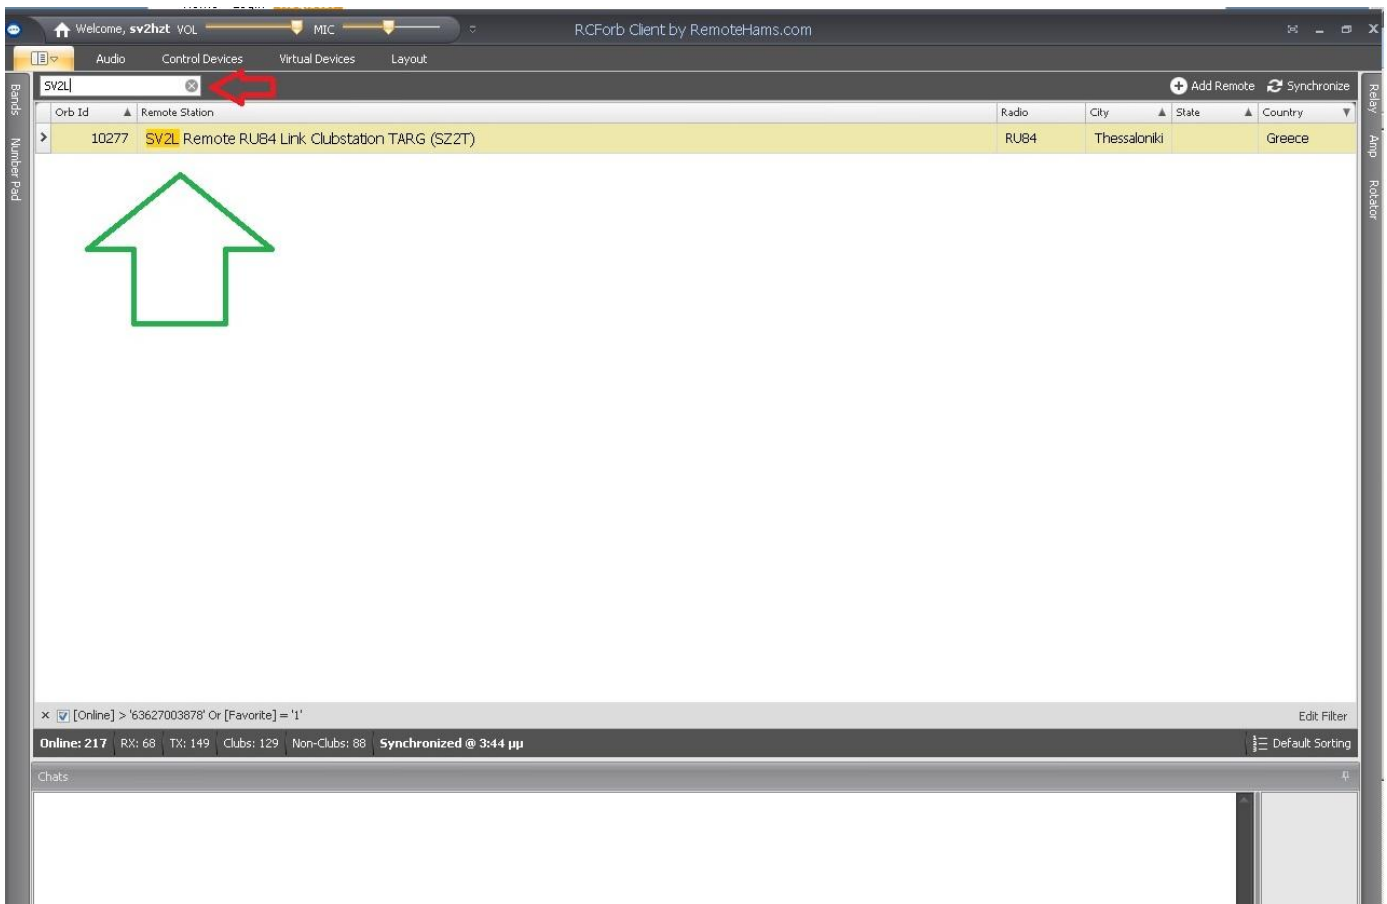 Welcome, sv2hzt VOL MIC RCForb Client by RemoteHams.com
Audio Control Devices Virtual Devices Layout
SV2L Add Remote Synchronize
Orb Id Remote Station Radio City State Country
10277 SV2L Remote RU84 Link Clubstation TARG (SZ2T) RU84 Thessaloniki Greece
Bands
Number Pad
Relay
Amp
Rotator
[Online] > '63627003878' Or [Favorite] = '1' Edit Filter
Online: 217 RX: 68 TX: 149 Clubs: 129 Non-Clubs: 88 Synchronized @ 3:44 μμ Default Sorting
Chats